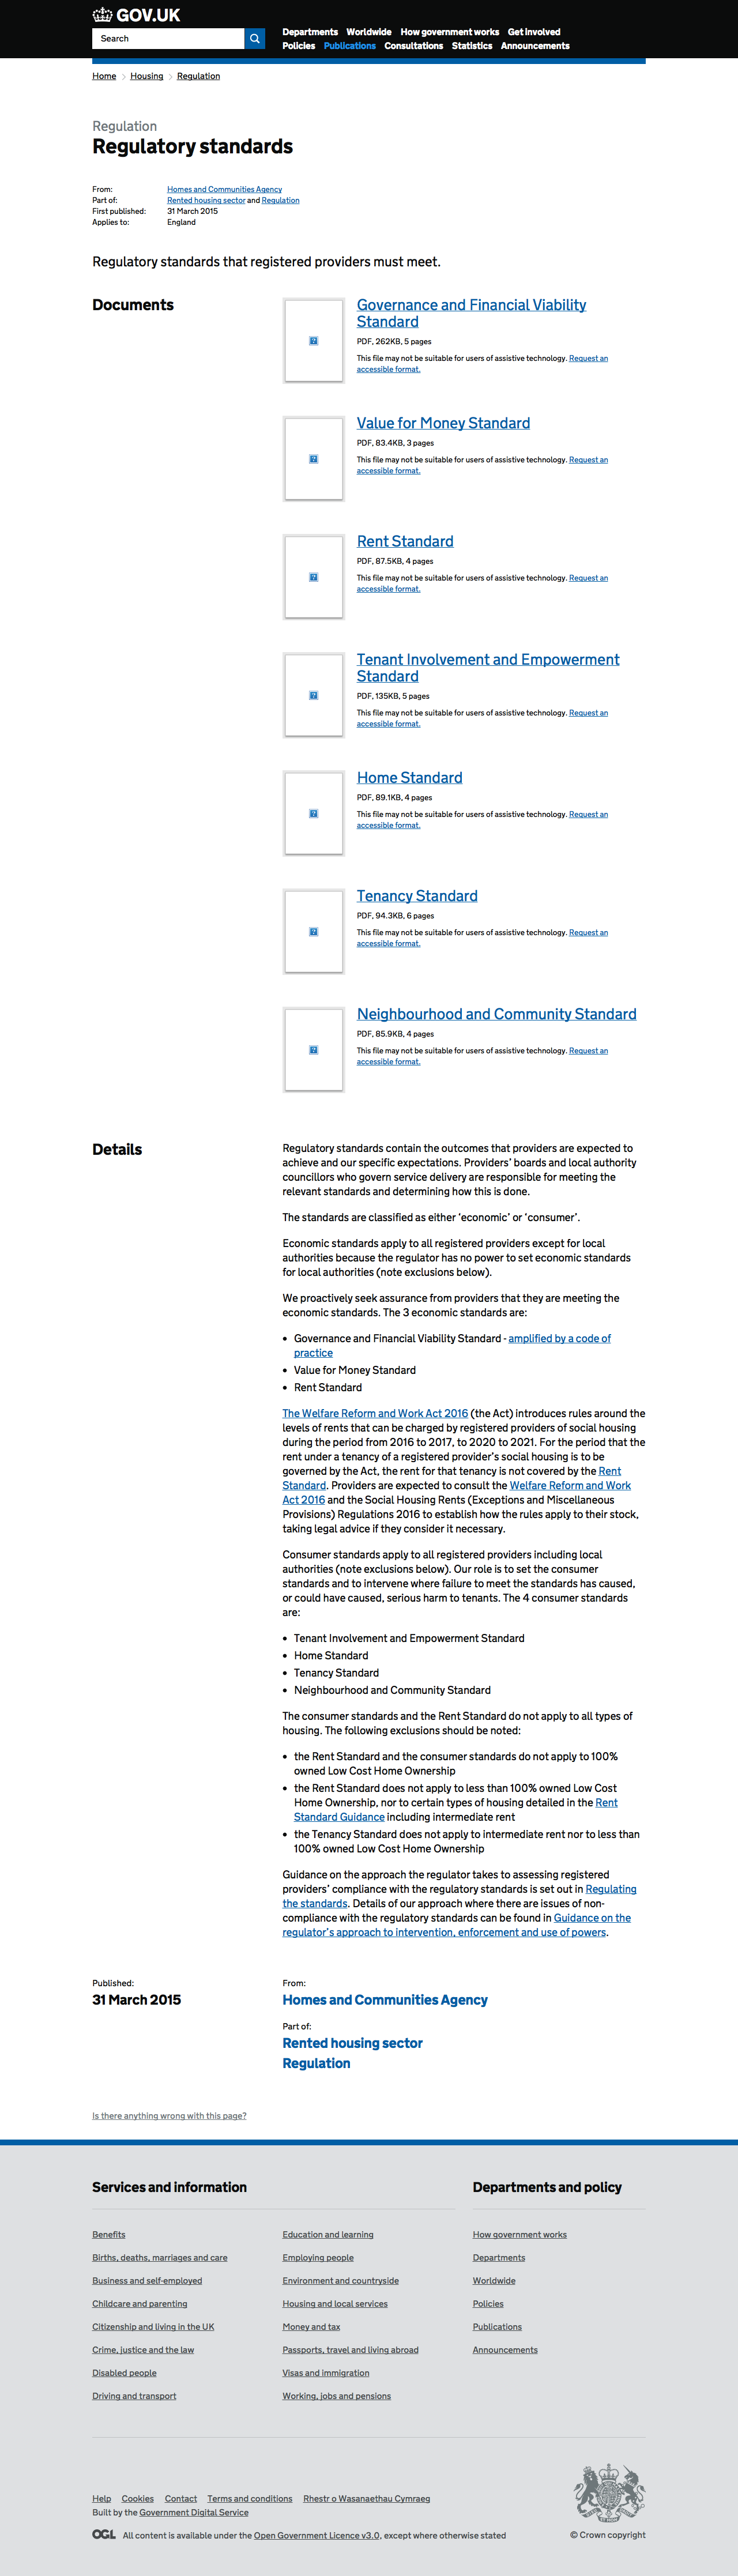 GOV.UK
Search
Departments Worldwide How government works Get involved
Policies Publications Consultations Statistics Announcements
Home Housing Regulation
Regulation
Regulatory standards
From: Homes and Communities Agency
Part of: Rented housing sector and Regulation
First published: 31 March 2015
Applies to: England
Regulatory standards that registered providers must meet.
Documents
Governance and Financial Viability
Standard
PDF, 262KB, 5 pages
This file may not be suitable for users of assistive technology. Request an
accessible format.
Value for Money Standard
PDF, 83.4KB, 3 pages
This file may not be suitable for users of assistive technology. Request an
accessible format.
Rent Standard
PDF, 87.5KB, 4 pages
This file may not be suitable for users of assistive technology. Request an
accessible format.
Tenant Involvement and Empowerment
Standard
PDF, 135KB, 5 pages
This file may not be suitable for users of assistive technology. Request an
accessible format.
Home Standard
PDF, 89.1KB, 4 pages
This file may not be suitable for users of assistive technology. Request an
accessible format.
Tenancy Standard
PDF, 94.3KB, 6 pages
This file may not be suitable for users of assistive technology. Request an
accessible format.
Neighbourhood and Community Standard
PDF, 85.9KB, 4 pages
This file may not be suitable for users of assistive technology. Request an
accessible format.
Details
Regulatory standards contain the outcomes that providers are expected to
achieve and our specific expectations. Providers’ boards and local authority
councillors who govern service delivery are responsible for meeting the
relevant standards and determining how this is done.
The standards are classified as either ‘economic’ or ‘consumer’.
Economic standards apply to all registered providers except for local
authorities because the regulator has no power to set economic standards
for local authorities (note exclusions below).
We proactively seek assurance from providers that they are meeting the
economic standards. The 3 economic standards are:
• Governance and Financial Viability Standard - amplified by a code of
practice
• Value for Money Standard
• Rent Standard
The Welfare Reform and Work Act 2016 (the Act) introduces rules around the
levels of rents that can be charged by registered providers of social housing
during the period from 2016 to 2017, to 2020 to 2021. For the period that the
rent under a tenancy of a registered provider’s social housing is to be
governed by the Act, the rent for that tenancy is not covered by the Rent
Standard. Providers are expected to consult the Welfare Reform and Work
Act 2016 and the Social Housing Rents (Exceptions and Miscellaneous
Provisions) Regulations 2016 to establish how the rules apply to their stock,
taking legal advice if they consider it necessary.
Consumer standards apply to all registered providers including local
authorities (note exclusions below). Our role is to set the consumer
standards and to intervene where failure to meet the standards has caused,
or could have caused, serious harm to tenants. The 4 consumer standards
are:
• Tenant Involvement and Empowerment Standard
• Home Standard
• Tenancy Standard
• Neighbourhood and Community Standard
The consumer standards and the Rent Standard do not apply to all types of
housing. The following exclusions should be noted:
• the Rent Standard and the consumer standards do not apply to 100%
owned Low Cost Home Ownership
• the Rent Standard does not apply to less than 100% owned Low Cost
Home Ownership, nor to certain types of housing detailed in the Rent
Standard Guidance including intermediate rent
• the Tenancy Standard does not apply to intermediate rent nor to less than
100% owned Low Cost Home Ownership
Guidance on the approach the regulator takes to assessing registered
providers’ compliance with the regulatory standards is set out in Regulating
the standards. Details of our approach where there are issues of non-
compliance with the regulatory standards can be found in Guidance on the
regulator’s approach to intervention, enforcement and use of powers.
Published:
31 March 2015
From:
Homes and Communities Agency
Part of:
Rented housing sector
Regulation
Is there anything wrong with this page?
Services and information
Benefits
Births, deaths, marriages and care
Business and self-employed
Childcare and parenting
Citizenship and living in the UK
Crime, justice and the law
Disabled people
Driving and transport
Education and learning
Employing people
Environment and countryside
Housing and local services
Money and tax
Passports, travel and living abroad
Visas and immigration
Working, jobs and pensions
Departments and policy
How government works
Departments
Worldwide
Policies
Publications
Announcements
Help Cookies Contact Terms and conditions Rhestr o Wasanaethau Cymraeg
Built by the Government Digital Service
OGL All content is available under the Open Government Licence v3.0, except where otherwise stated
© Crown copyright